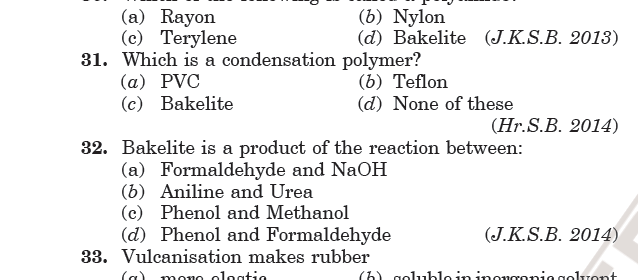 (a) Rayon (b) Nylon
(c) Terylene (d) Bakelite (J.K.S.B. 2013)
31. Which is a condensation polymer?
(a) PVC (b) Teflon
(c) Bakelite (d) None of these
(Hr.S.B. 2014)
32. Bakelite is a product of the reaction between:
(a) Formaldehyde and NaOH
(b) Aniline and Urea
(c) Phenol and Methanol
(d) Phenol and Formaldehyde (J.K.S.B. 2014)
33. Vulcanisation makes rubber
(a) more elastic (b) soluble in inorganic solvent